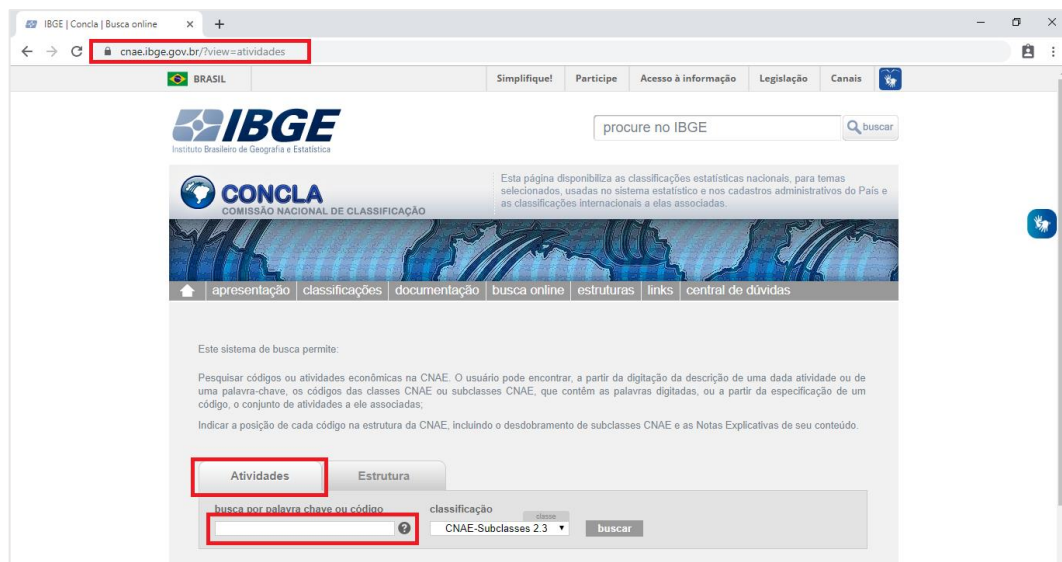 IBGE | Concla | Busca online
cnae.ibge.gov.br/?view=atividades
BRASIL
Simplifique!
Participe
Acesso à informação
Legislação
Canais
IBGE
Instituto Brasileiro de Geografia e Estatística
procure no IBGE
buscar
CONCLA
COMISSÃO NACIONAL DE CLASSIFICAÇÃO
Esta página disponibiliza as classificações estatísticas nacionais, para temas
selecionados, usadas no sistema estatístico e nos cadastros administrativos do País e
as classificações internacionais a elas associadas.
apresentação
classificações
documentação
busca online
estruturas
links
central de dúvidas
Este sistema de busca permite:
Pesquisar códigos ou atividades econômicas na CNAE. O usuário pode encontrar, a partir da digitação da descrição de uma dada atividade ou de
uma palavra-chave, os códigos das classes CNAE ou subclasses CNAE, que contêm as palavras digitadas, ou a partir da especificação de um
código, o conjunto de atividades a ele associadas;
Indicar a posição de cada código na estrutura da CNAE, incluindo o desdobramento de subclasses CNAE e as Notas Explicativas de seu conteúdo.
Atividades
Estrutura
busca por palavra chave ou código
classificação
classe
CNAE-Subclasses 2.3
buscar